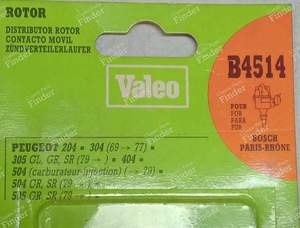 ROTOR
DISTRIBUTOR ROTOR
CONTACTO MOVIL
ZÜNDVERTEILERLÄUFER
Valeo
B4514
POUR
FOR
PARA
FÜR
BOSCH
PARIS-RHÔNE
PEUGEOT 204 ■ 304 (69 → 77) ■
305 GL, GR, SR (79 → ) ■ 404 ■
504 (carburateur-injection) ( → 79) ■
504 GR, SR (79 → ) ■
505 GR, SR (79 → ) ■